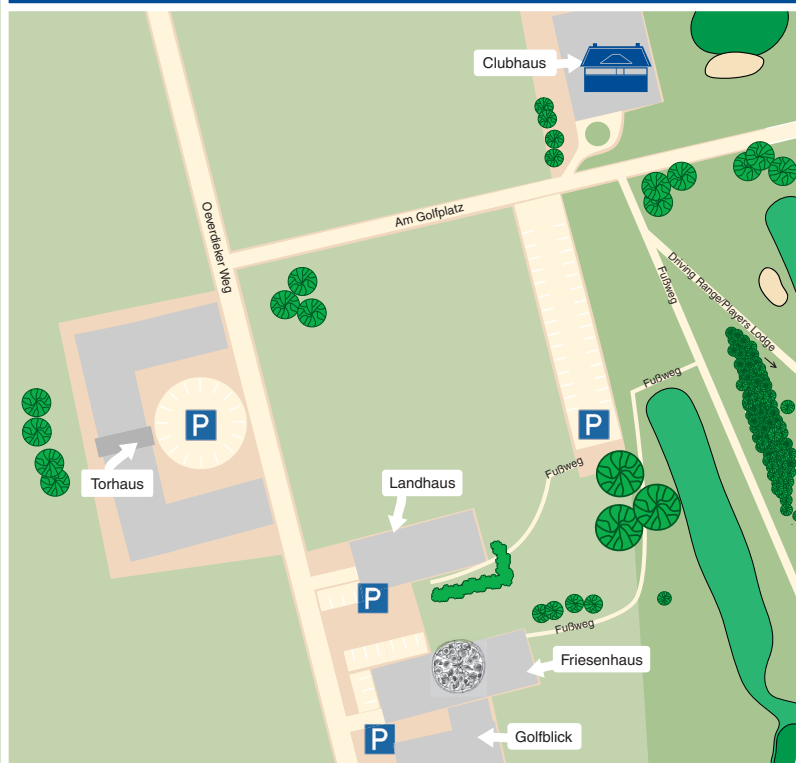 Clubhaus
Am Golfplatz
Oeverdieker Weg
Driving Range/Players Lodge
Fußweg
Fußweg
P
P
Fußweg
Torhaus
Landhaus
P
Fußweg
Friesenhaus
P
Golfblick